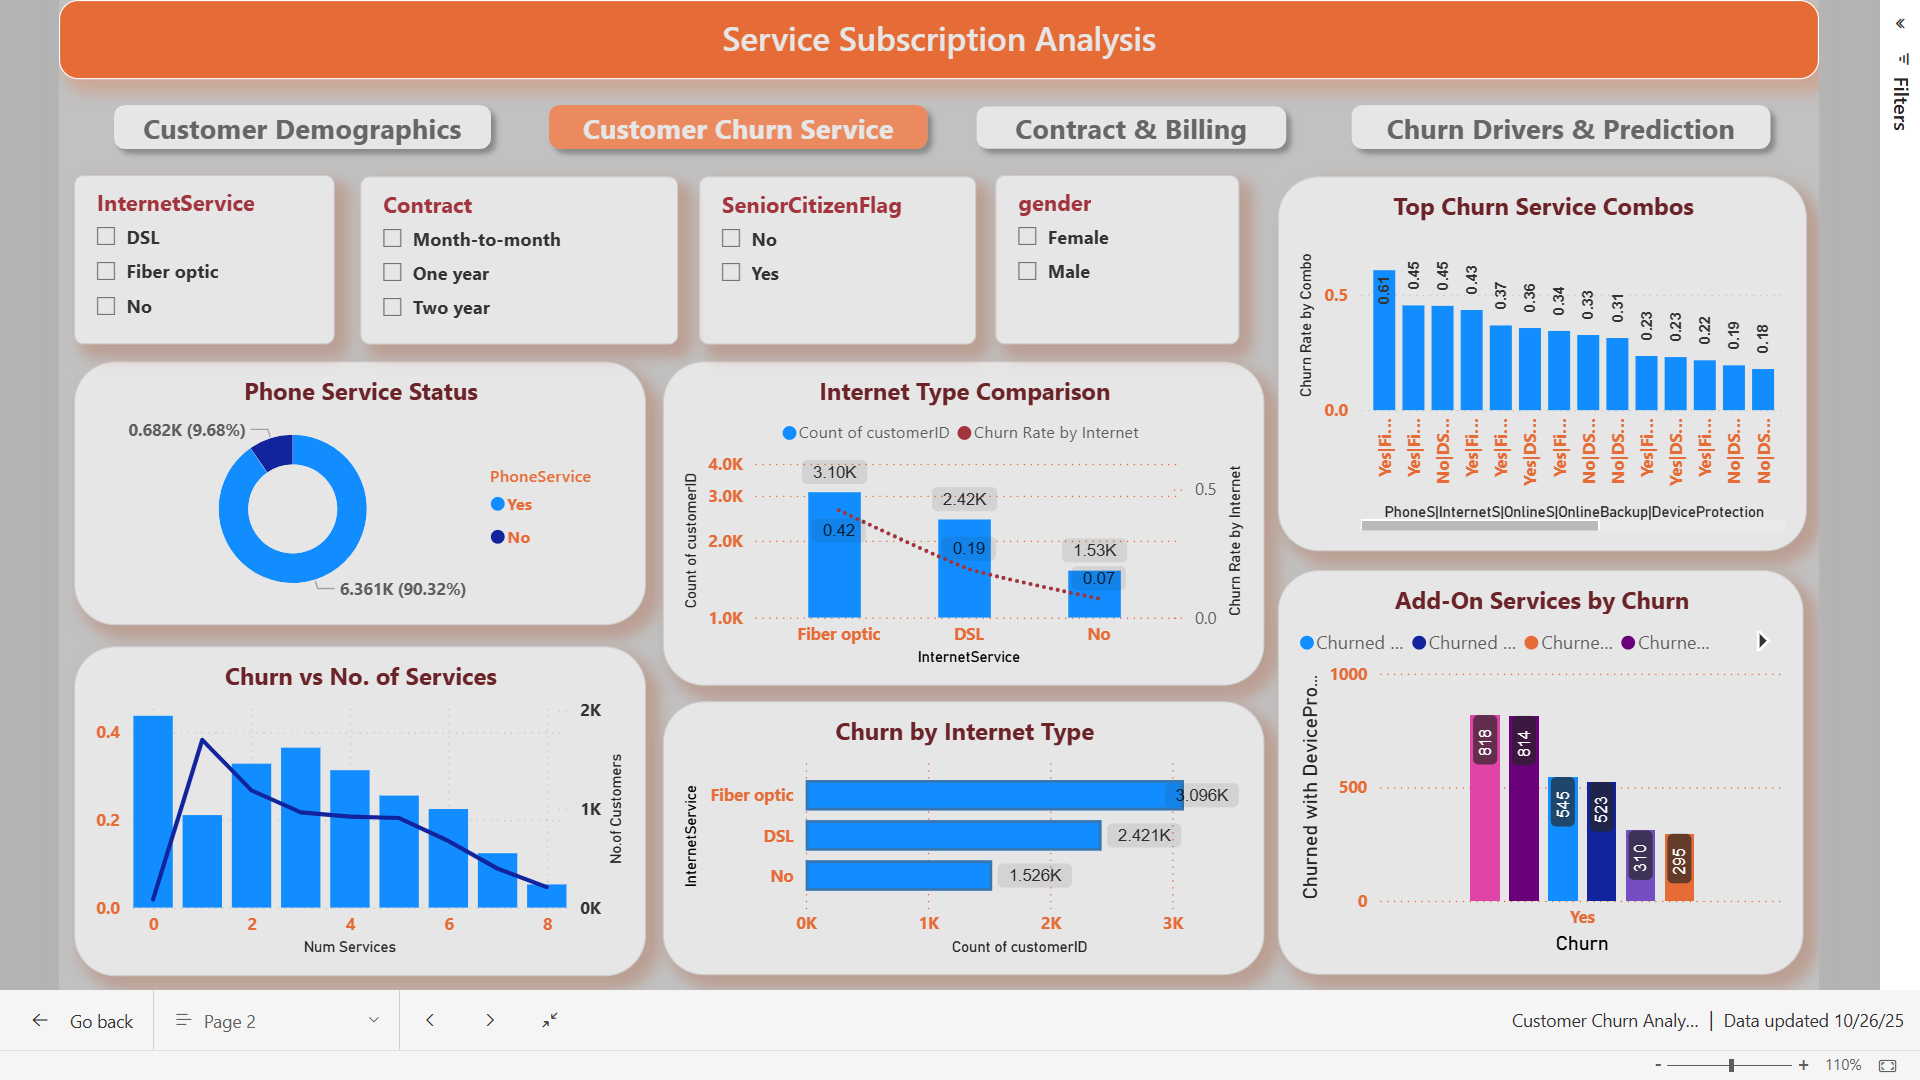 Service Subscription Analysis
Filters
Customer Demographics
Customer Churn Service
Contract & Billing
Churn Drivers & Prediction
InternetService
DSL
Fiber optic
No
Contract
Month-to-month
One year
Two year
SeniorCitizenFlag
No
Yes
gender
Female
Male
Top Churn Service Combos
Churn Rate by Combo
0.5
0.0
0.61
0.45
0.45
0.43
0.37
0.36
0.34
0.33
0.31
0.23
0.23
0.22
0.19
0.18
Yes|Fi...
Yes|Fi...
No|DS...
Yes|Fi...
Yes|Fi...
Yes|DS...
Yes|Fi...
No|DS...
No|DS...
Yes|Fi...
Yes|DS...
Yes|Fi...
No|DS...
No|DS...
PhoneS|InternetS|OnlineS|OnlineBackup|DeviceProtection
Phone Service Status
0.682K (9.68%)
6.361K (90.32%)
PhoneService
Yes
No
Internet Type Comparison
Count of customerID
Churn Rate by Internet
Count of customerID
4.0K
3.0K
2.0K
1.0K
3.10K
0.42
2.42K
0.19
1.53K
0.07
0.5
0.0
Churn Rate by Internet
Fiber optic
DSL
No
InternetService
Churn vs No. of Services
0.4
0.2
0.0
2K
1K
0K
No.of Customers
0
2
4
6
8
Num Services
Churn by Internet Type
InternetService
Fiber optic
DSL
No
3.096K
2.421K
1.526K
0K
1K
2K
3K
Count of customerID
Add-On Services by Churn
Churned ...
Churned ...
Churne...
Churne...
Churned with DevicePro...
1000
500
0
818
814
545
523
310
295
Yes
Churn
Go back
Page 2
Customer Churn Analy... | Data updated 10/26/25
- + 110%